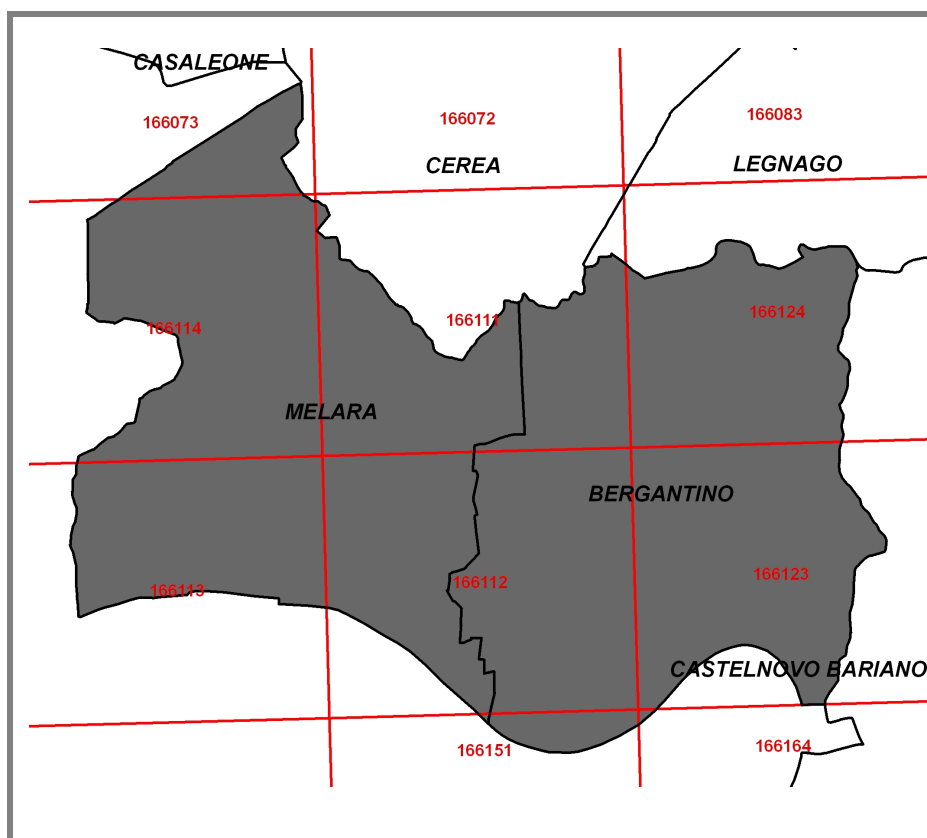 CASALEONE
166073
166072
166083
CEREA
LEGNAGO
166114
166111
166124
MELARA
BERGANTINO
166113
166112
166123
CASTELNOVO BARIANO
166151
166164